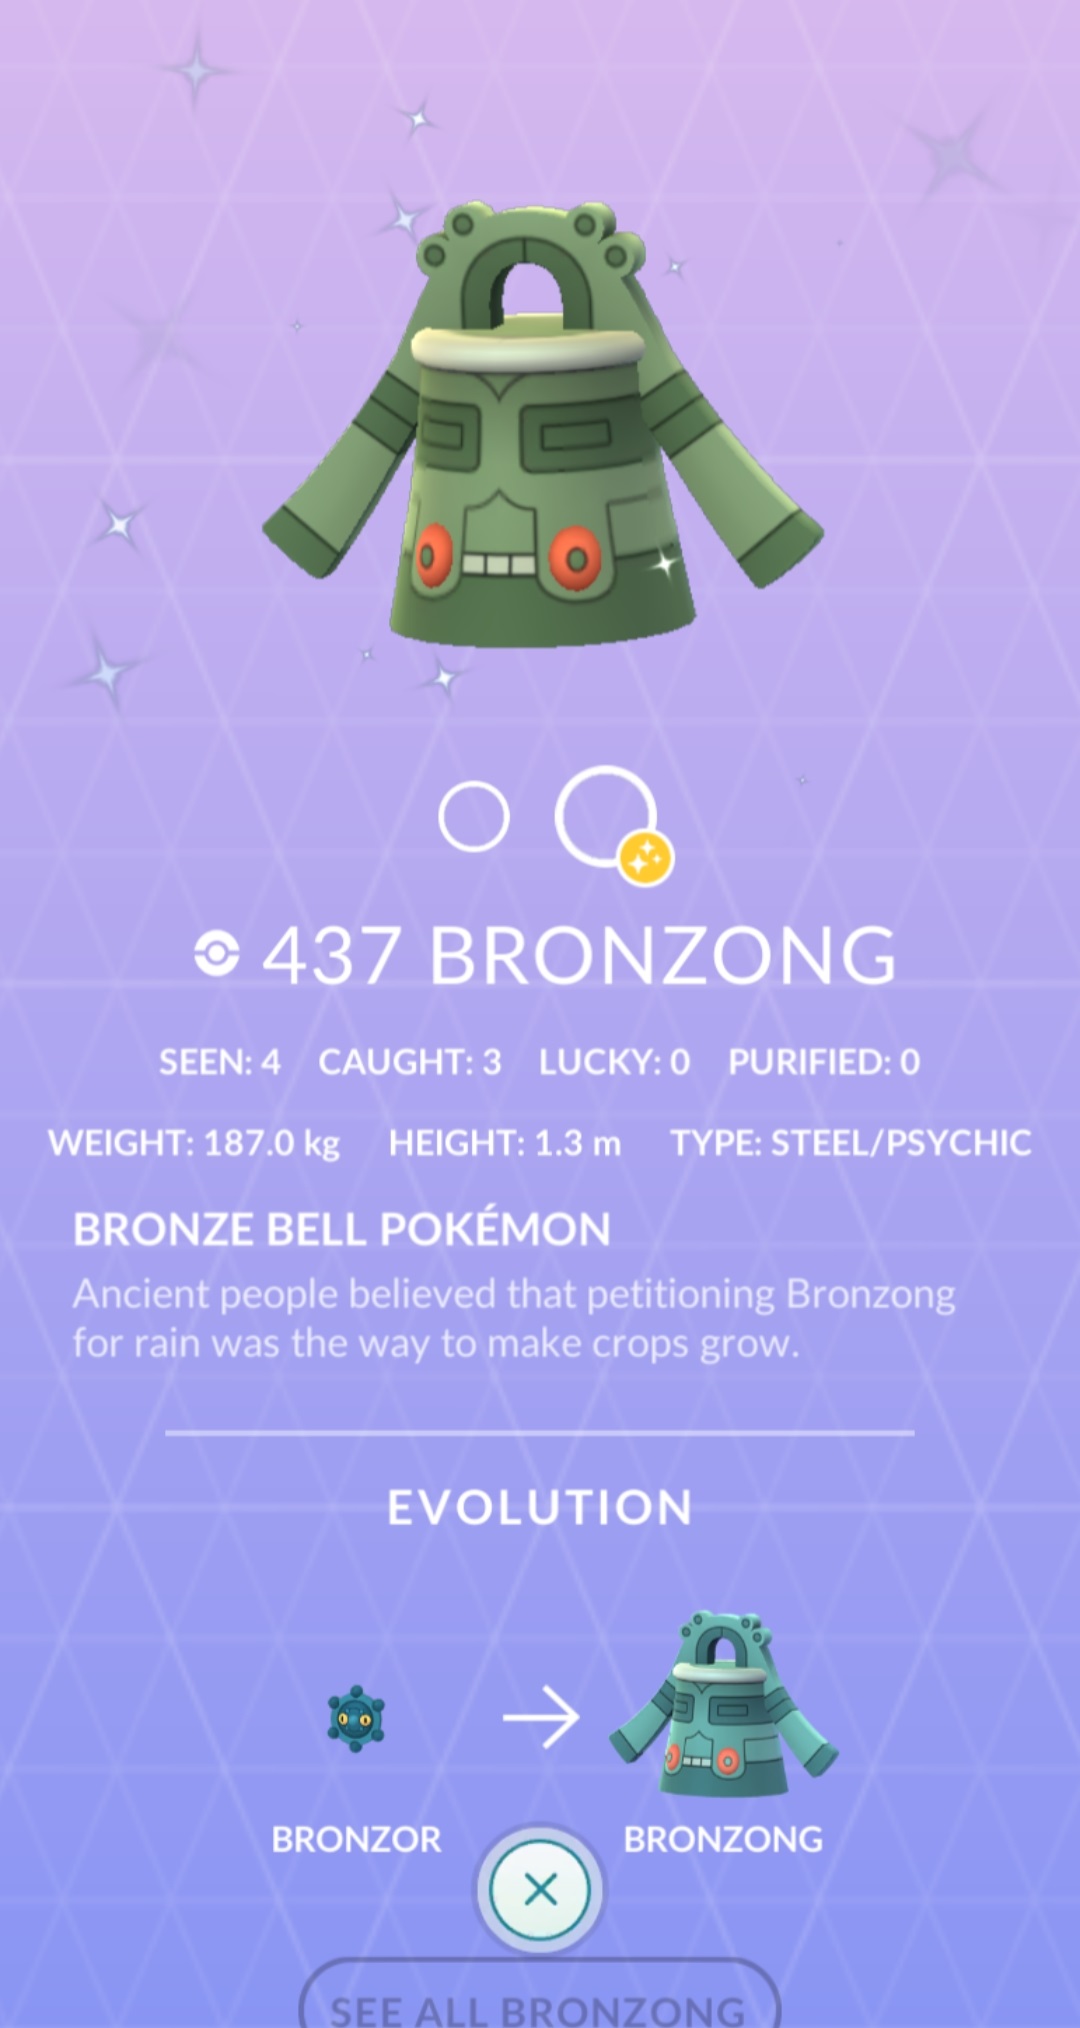 437 BRONZONG
SEEN: 4 CAUGHT: 3 LUCKY: 0 PURIFIED: 0
WEIGHT: 187.0 kg HEIGHT: 1.3 m TYPE: STEEL/PSYCHIC
BRONZE BELL POKÉMON
Ancient people believed that petitioning Bronzong
for rain was the way to make crops grow.
EVOLUTION
BRONZOR BRONZONG
SEE ALL BRONZONG